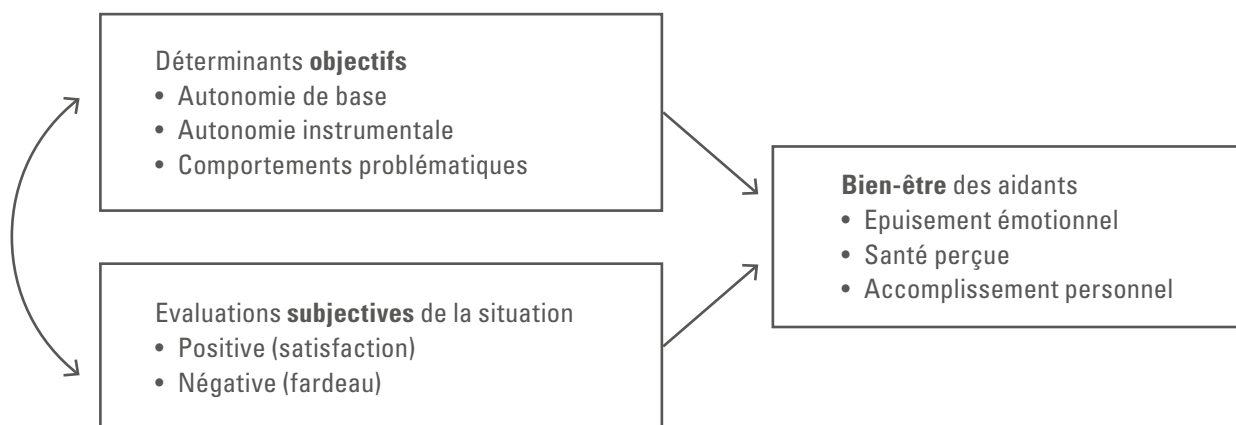 Déterminants objectifs
• Autonomie de base
• Autonomie instrumentale
• Comportements problématiques
Evaluations subjectives de la situation
• Positive (satisfaction)
• Négative (fardeau)
Bien-être des aidants
• Epuisement émotionnel
• Santé perçue
• Accomplissement personnel